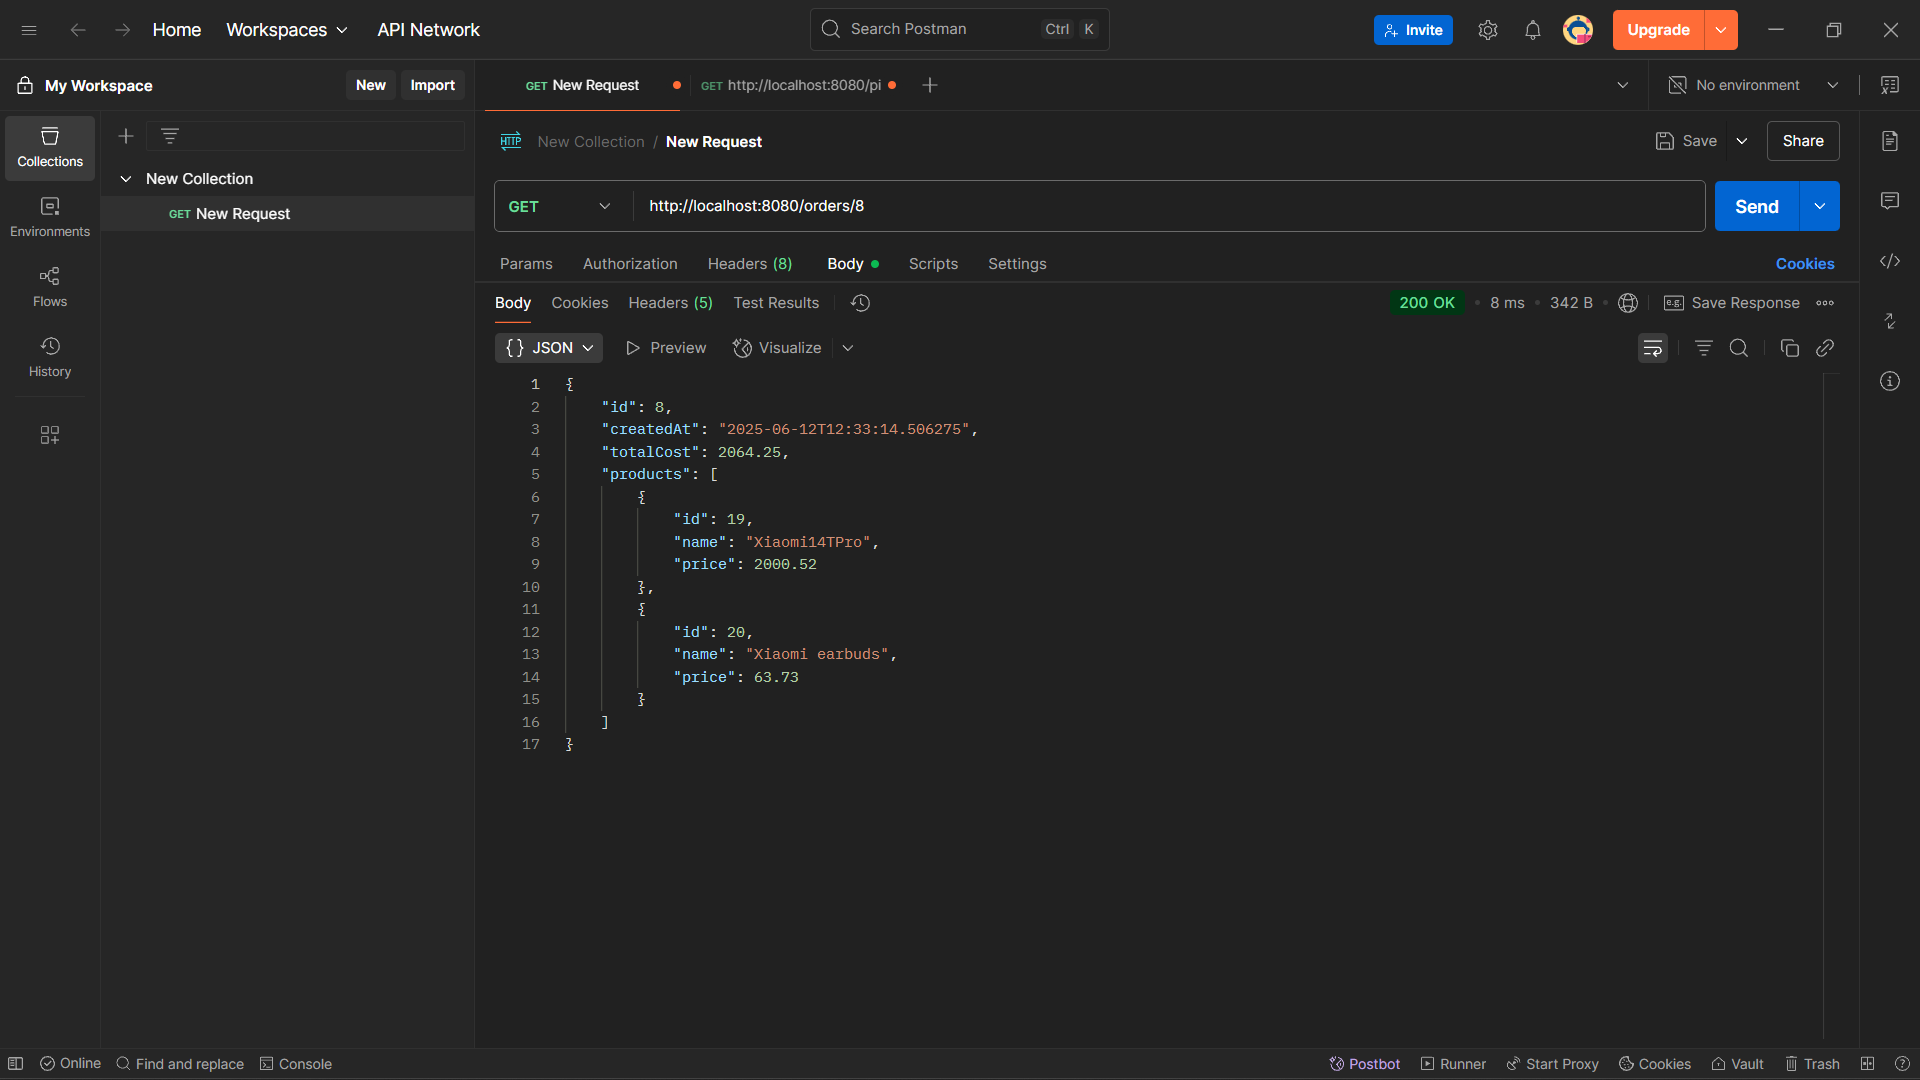 Home Workspaces API Network Search Postman Ctrl K Invite Upgrade
My Workspace New Import GET New Request GET http://localhost:8080/pi No environment
Collections
Environments
Flows
History
New Collection
GET New Request
HTTP New Collection / New Request Save Share
GET http://localhost:8080/orders/8 Send
Params Authorization Headers (8) Body Scripts Settings Cookies
Body Cookies Headers (5) Test Results 200 OK 8 ms 342 B e.g. Save Response
{} JSON Preview Visualize
1 {
2 "id": 8,
3 "createdAt": "2025-06-12T12:33:14.506275",
4 "totalCost": 2064.25,
5 "products": [
6 {
7 "id": 19,
8 "name": "Xiaomi14TPro",
9 "price": 2000.52
10 },
11 {
12 "id": 20,
13 "name": "Xiaomi earbuds",
14 "price": 63.73
15 }
16 ]
17 }
Online Find and replace Console Postbot Runner Start Proxy Cookies Vault Trash